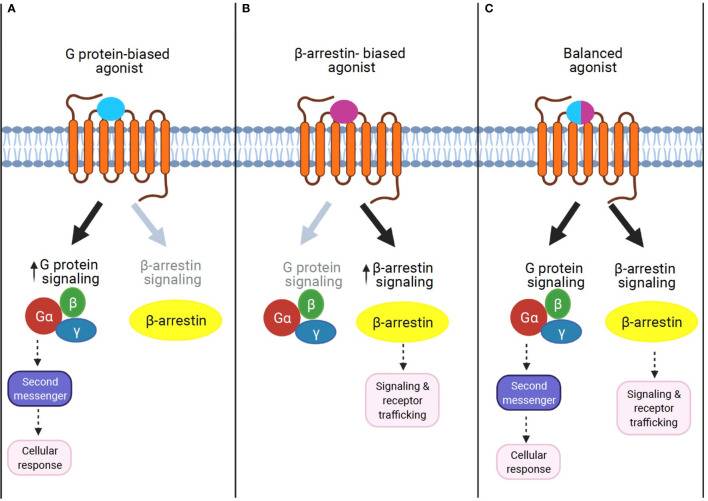 A
G protein-biased
agonist
G protein
signaling
β-arrestin
signaling
Gα
β
γ
β-arrestin
Second
messenger
Cellular
response
B
β-arrestin- biased
agonist
G protein
signaling
β-arrestin
signaling
Gα
β
γ
β-arrestin
Signaling &
receptor
trafficking
C
Balanced
agonist
G protein
signaling
β-arrestin
signaling
Gα
β
γ
β-arrestin
Second
messenger
Signaling &
receptor
trafficking
Cellular
response